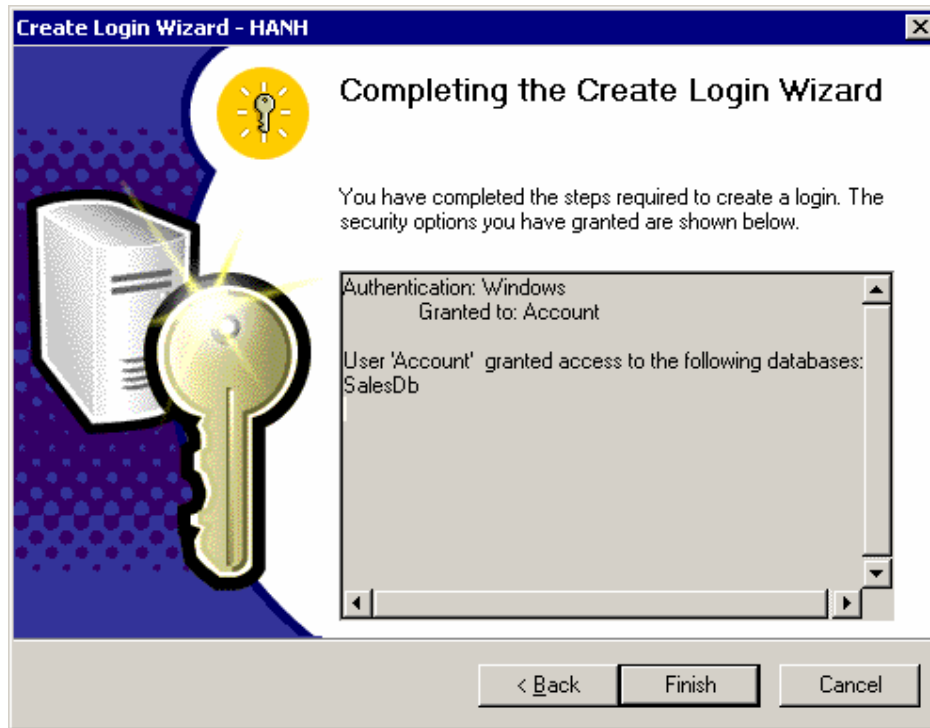 Create Login Wizard - HANH
Completing the Create Login Wizard
You have completed the steps required to create a login. The
security options you have granted are shown below.
Authentication: Windows
Granted to: Account
User 'Account'  granted access to the following databases:
SalesDb
< Back
Finish
Cancel